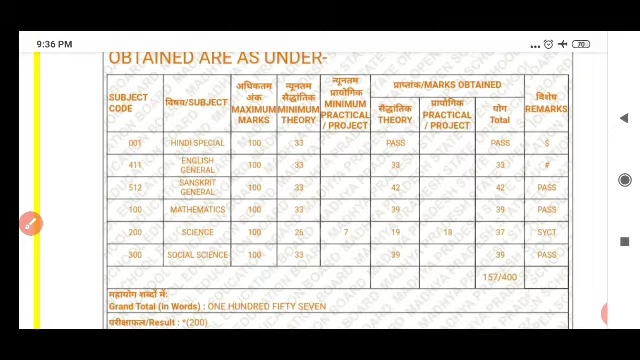 9:36 PM
70
OBTAINED ARE AS UNDER-
SUBJECT CODE विषय/SUBJECT अधिकतम अंक MAXIMUM MARKS न्यूनतम सैद्धांतिक MINIMUM THEORY न्यूनतम प्रायोगिक MINIMUM PRACTICAL / PROJECT प्राप्तांक/MARKS OBTAINED विशेष REMARKS
सैद्धांतिक THEORY प्रायोगिक PRACTICAL / PROJECT योग Total
001 HINDI SPECIAL 100 33 PASS PASS $
411 ENGLISH GENERAL 100 33 33 33 #
512 SANSKRIT GENERAL 100 33 42 42 PASS
100 MATHEMATICS 100 33 39 39 PASS
200 SCIENCE 100 26 7 19 18 37 SYCT
300 SOCIAL SCIENCE 100 33 39 39 PASS
157/400
महायोग शब्दों में:
Grand Total (in Words) : ONE HUNDRED FIFTY SEVEN
परीक्षाफल/Result : *(200)